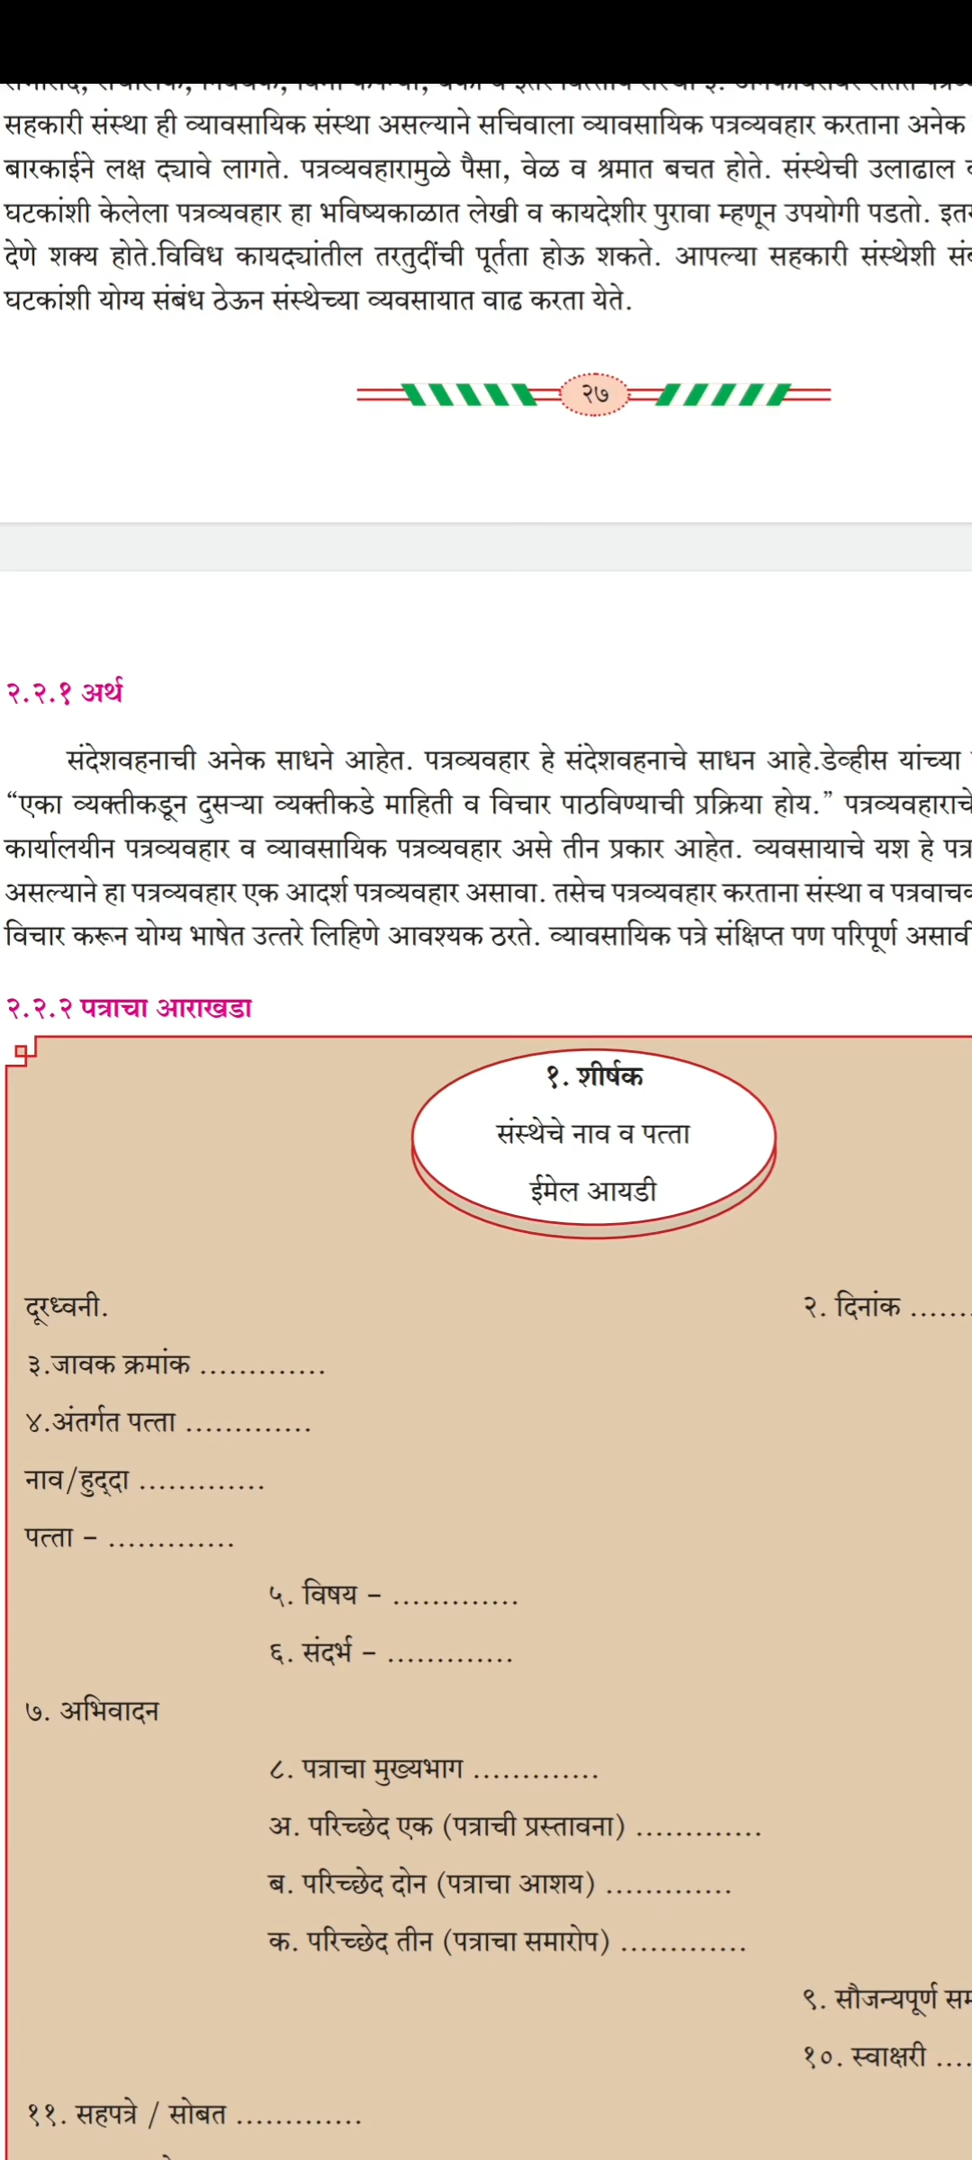 सहकारी संस्था ही व्यावसायिक संस्था असल्याने सचिवाला व्यावसायिक पत्रव्यवहार करताना अनेक
बारकाईने लक्ष द्यावे लागते. पत्रव्यवहारामुळे पैसा, वेळ व श्रमात बचत होते. संस्थेची उलाढाल
घटकांशी केलेला पत्रव्यवहार हा भविष्यकाळात लेखी व कायदेशीर पुरावा म्हणून उपयोगी पडतो.
देणे शक्य होते.विविध कायद्यांतील तरतुदींची पूर्तता होऊ शकते. आपल्या सहकारी संस्थेशी
घटकांशी योग्य संबंध ठेऊन संस्थेच्या व्यवसायात वाढ करता येते.
२७
२.२.१ अर्थ
संदेशवहनाची अनेक साधने आहेत. पत्रव्यवहार हे संदेशवहनाचे साधन आहे.डेव्हीस यांच्या
“एका व्यक्तीकडून दुसऱ्या व्यक्तीकडे माहिती व विचार पाठविण्याची प्रक्रिया होय.” पत्रव्यवहाराचे
कार्यालयीन पत्रव्यवहार व व्यावसायिक पत्रव्यवहार असे तीन प्रकार आहेत. व्यवसायाचे यश हे
असल्याने हा पत्रव्यवहार एक आदर्श पत्रव्यवहार असावा. तसेच पत्रव्यवहार करताना संस्था व
विचार करून योग्य भाषेत उत्तरे लिहिणे आवश्यक ठरते. व्यावसायिक पत्रे संक्षिप्त पण परिपूर्ण
२.२.२ पत्राचा आराखडा
१. शीर्षक
संस्थेचे नाव व पत्ता
ईमेल आयडी
दूरध्वनी. २. दिनांक ......
३.जावक क्रमांक .............
४.अंतर्गत पत्ता .............
नाव/हुद्‌दा .............
पत्ता – .............
५. विषय – .............
६. संदर्भ – .............
७. अभिवादन
८. पत्राचा मुख्यभाग .............
अ. परिच्छेद एक (पत्राची प्रस्तावना) .............
ब. परिच्छेद दोन (पत्राचा आशय) .............
क. परिच्छेद तीन (पत्राचा समारोप) .............
९. सौजन्यपूर्ण
१०. स्वाक्षरी ....
११. सहपत्रे / सोबत .............